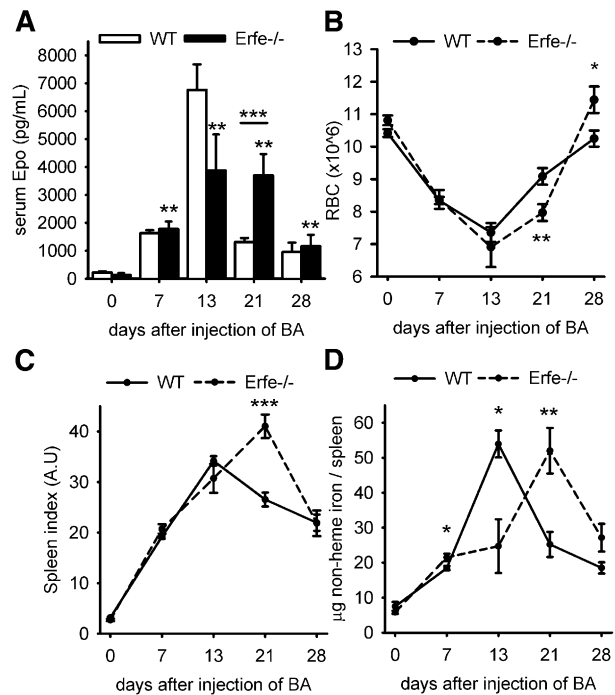 A
WT Erfe-/-
serum Epo (pg/mL)
8000
7000
6000
5000
4000
3000
2000
1000
0
**
**
***
**
**
0 7 13 21 28
days after injection of BA
B
WT Erfe-/-
RBC (x10^6)
13
12
11
10
9
8
7
6
*
**
0 7 13 21 28
days after injection of BA
C
WT Erfe-/-
Spleen index (A.U)
40
30
20
10
0
***
0 7 13 21 28
days after injection of BA
D
WT Erfe-/-
µg non-heme iron / spleen
60
50
40
30
20
10
0
*
*
**
0 7 13 21 28
days after injection of BA